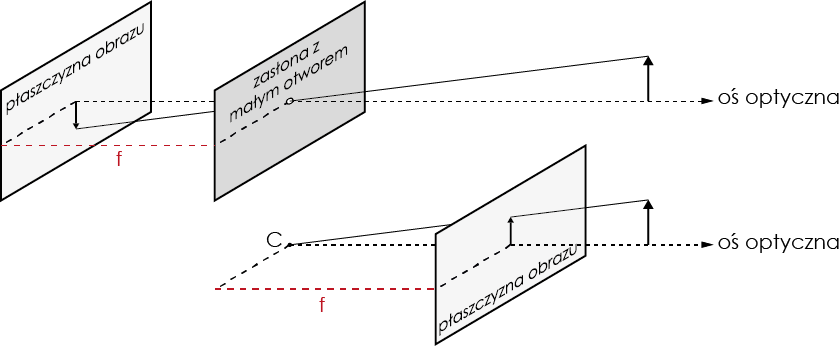 płaszczyzna obrazu
zasłona z
małym otworem
oś optyczna
f
C
oś optyczna
płaszczyzna obrazu
f